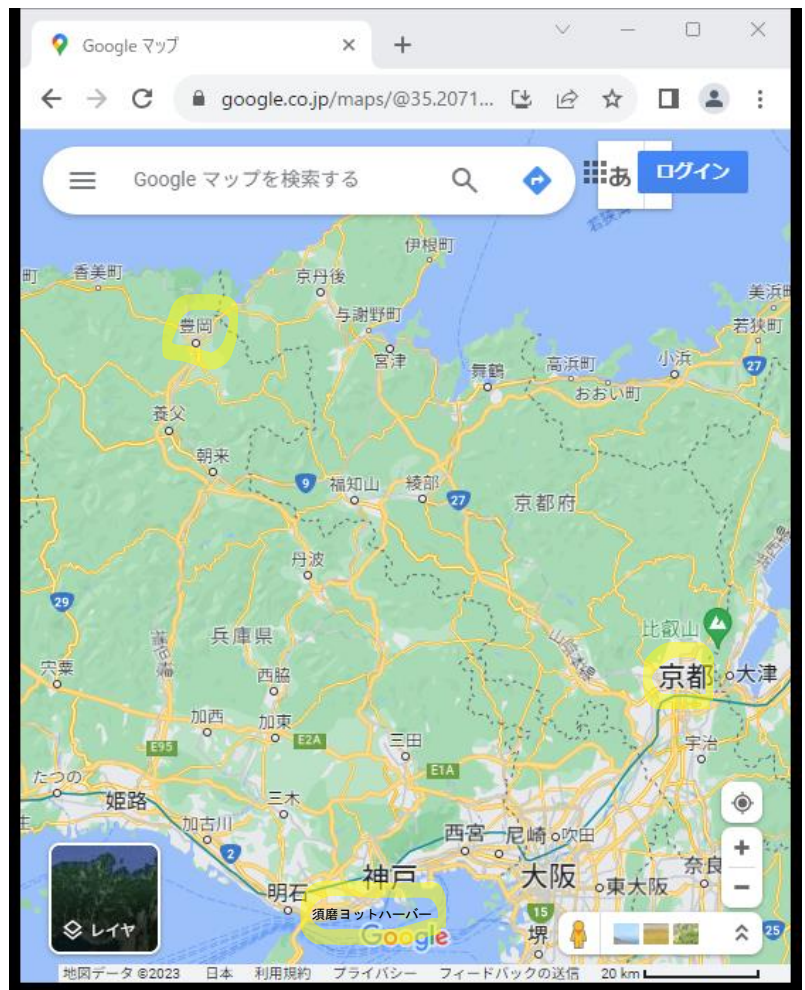 Google マップ
google.co.jp/maps/@35.2071...
Google マップを検索する
あ
ログイン
伊根町
町
香美町
京丹後
美浜町
豊岡
与謝野町
若狭町
宮津
舞鶴
高浜町
小浜
27
おおい町
養父
朝来
9
福知山
綾部
27
京都府
丹波
29
比叡山
兵庫県
山陰本線
宍粟
西脇
京都
大津
加西
加東
E2A
E95
三田
宇治
E1A
たつの
姫路
三木
加古川
西宮
尼崎
吹田
2
神戸
大阪
奈良
明石
東大阪
須磨ヨットハーバー
15
レイヤ
Google
堺
25
地図データ ©2023 日本 利用規約 プライバシー フィードバックの送信 20 km